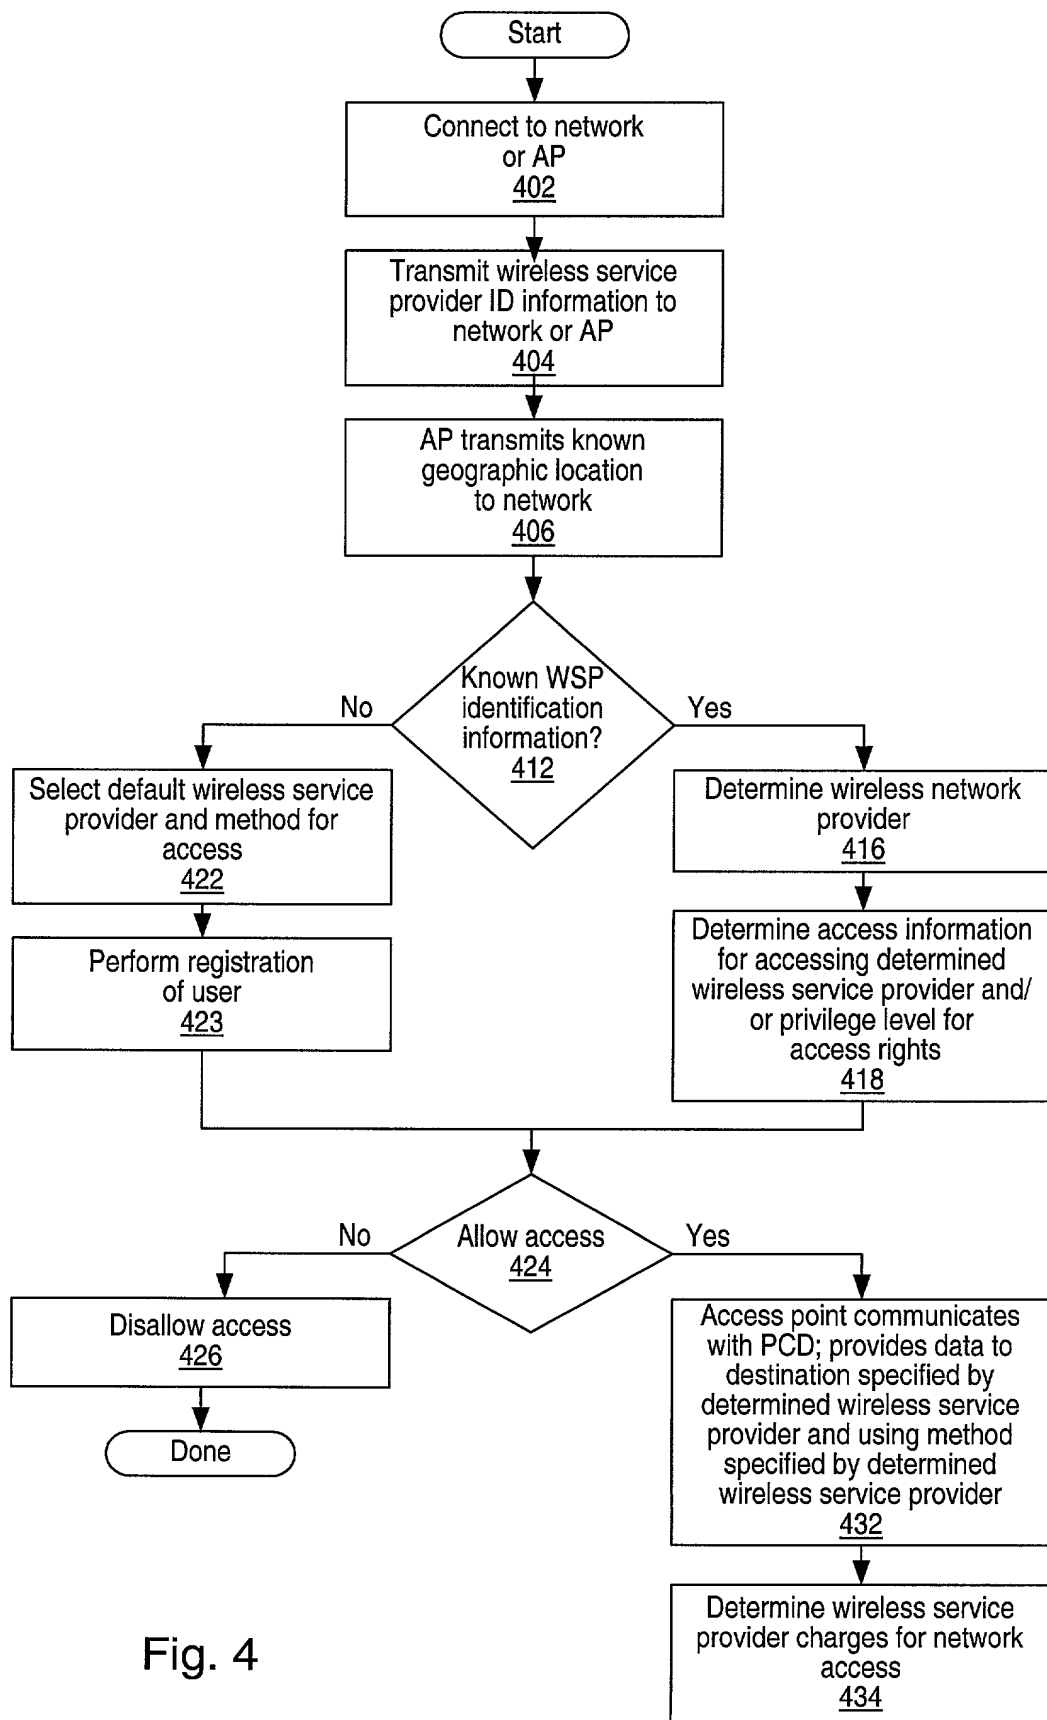 Start
Connect to network
or AP
402
Transmit wireless service
provider ID information to
network or AP
404
AP transmits known
geographic location
to network
406
Known WSP
identification
information?
412
No
Yes
Select default wireless service
provider and method for
access
422
Perform registration
of user
423
Determine wireless network
provider
416
Determine access information
for accessing determined
wireless service provider and/
or privilege level for
access rights
418
Allow access
424
No
Yes
Disallow access
426
Done
Access point communicates
with PCD; provides data to
destination specified by
determined wireless service
provider and using method
specified by determined
wireless service provider
432
Determine wireless service
provider charges for network
access
434
Fig. 4